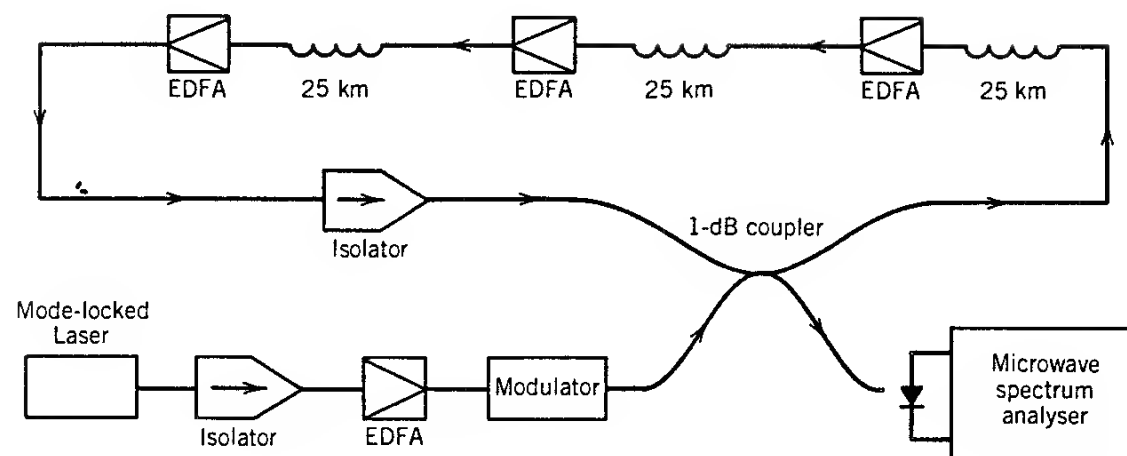 EDFA
25 km
EDFA
25 km
EDFA
25 km
1-dB coupler
Isolator
Mode-locked
Laser
Isolator
EDFA
Modulator
Microwave
spectrum
analyser